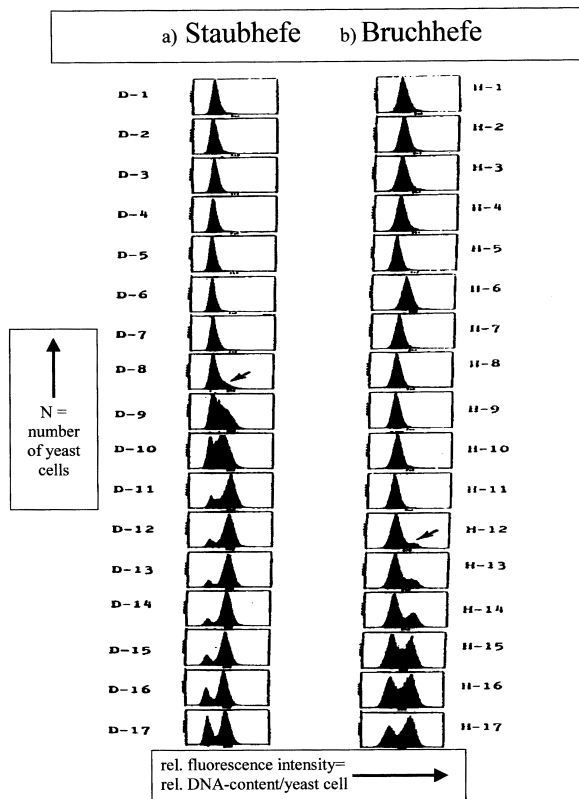 a) Staubhefe b) Bruchhefe
D-1 H-1
D-2 H-2
D-3 H-3
D-4 H-4
D-5 H-5
D-6 H-6
D-7 H-7
D-8 H-8
D-9 H-9
D-10 H-10
D-11 H-11
D-12 H-12
D-13 H-13
D-14 H-14
D-15 H-15
D-16 H-16
D-17 H-17
N =
number
of yeast
cells
rel. fluorescence intensity=
rel. DNA-content/yeast cell